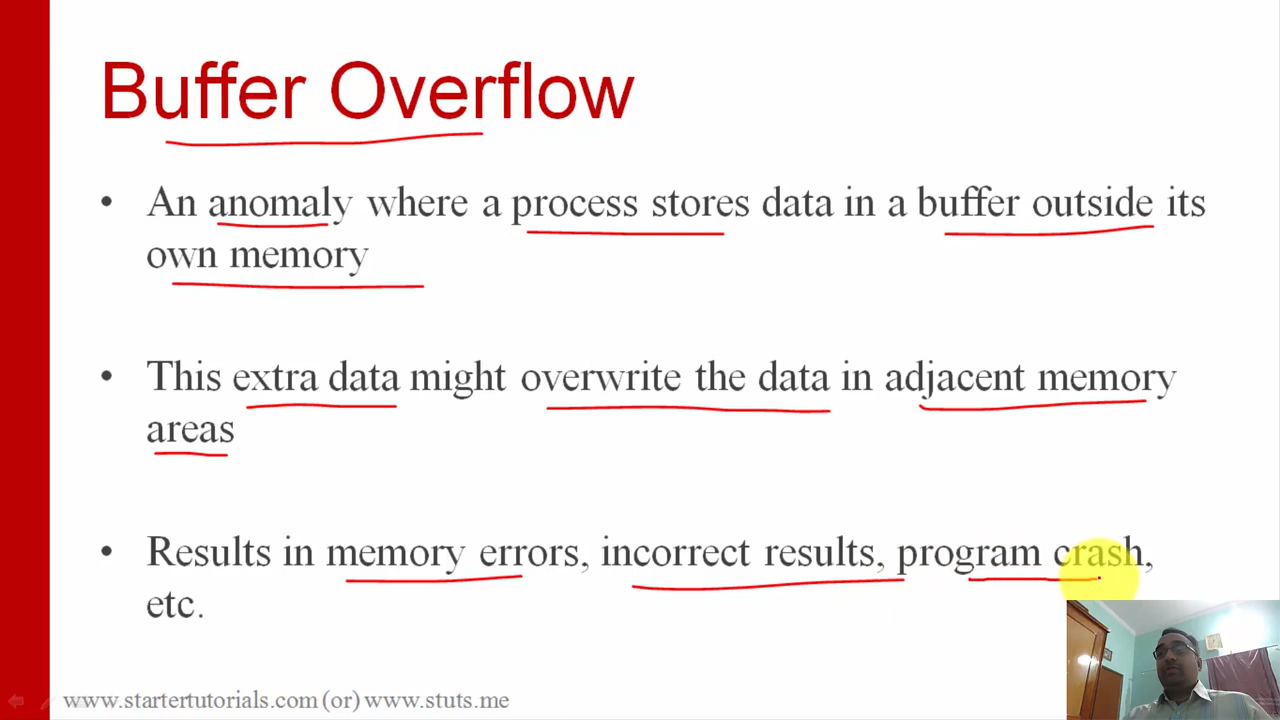 Buffer Overflow
• An anomaly where a process stores data in a buffer outside its
own memory
• This extra data might overwrite the data in adjacent memory
areas
• Results in memory errors, incorrect results, program crash,
etc.
www.startertutorials.com (or) www.stuts.me